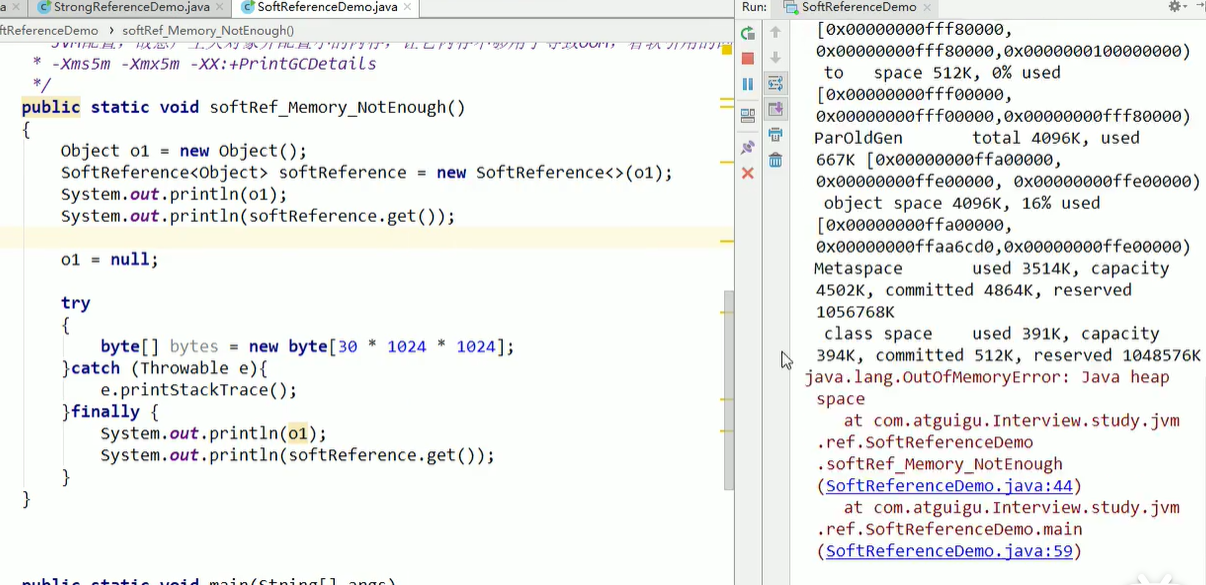 a StrongReferenceDemo.java SoftReferenceDemo.java
ftReferenceDemo softRef_Memory_NotEnough()
* -Xms5m -Xmx5m -XX:+PrintGCDetails
*/
public static void softRef_Memory_NotEnough()
{
Object o1 = new Object();
SoftReference<Object> softReference = new SoftReference<>(o1);
System.out.println(o1);
System.out.println(softReference.get());
o1 = null;
try
{
byte[] bytes = new byte[30 * 1024 * 1024];
}catch (Throwable e){
e.printStackTrace();
}finally {
System.out.println(o1);
System.out.println(softReference.get());
}
}
public static void main(String[] args)
Run: SoftReferenceDemo
[0x00000000fff80000,
0x00000000fff80000,0x0000000100000000)
to space 512K, 0% used
[0x00000000fff00000,
0x00000000fff00000,0x00000000fff80000)
ParOldGen total 4096K, used
667K [0x00000000ffa00000,
0x00000000ffe00000, 0x00000000ffe00000)
object space 4096K, 16% used
[0x00000000ffa00000,
0x00000000ffaa6cd0,0x00000000ffe00000)
Metaspace used 3514K, capacity
4502K, committed 4864K, reserved
1056768K
class space used 391K, capacity
394K, committed 512K, reserved 1048576K
java.lang.OutOfMemoryError: Java heap
space
at com.atguigu.Interview.study.jvm
.ref.SoftReferenceDemo
.softRef_Memory_NotEnough
(SoftReferenceDemo.java:44)
at com.atguigu.Interview.study.jvm
.ref.SoftReferenceDemo.main
(SoftReferenceDemo.java:59)